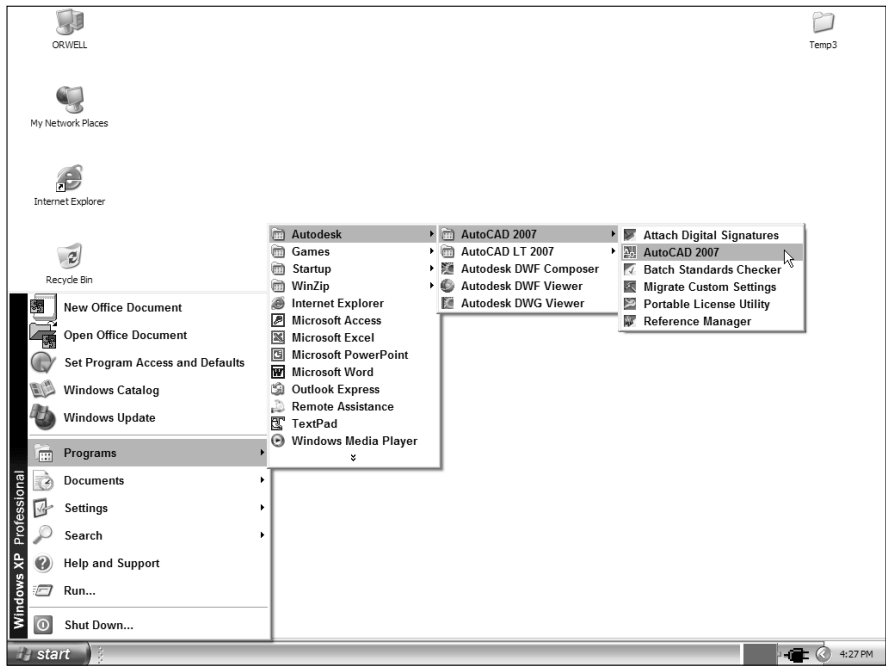 ORWELL
Temp3
My Network Places
Internet Explorer
Recycle Bin
New Office Document
Open Office Document
Set Program Access and Defaults
Windows Catalog
Windows Update
Programs
Documents
Settings
Search
Help and Support
Run...
Shut Down...
Windows XP Professional
Autodesk
Games
Startup
WinZip
Internet Explorer
Microsoft Access
Microsoft Excel
Microsoft PowerPoint
Microsoft Word
Outlook Express
Remote Assistance
TextPad
Windows Media Player
AutoCAD 2007
AutoCAD LT 2007
Autodesk DWF Composer
Autodesk DWF Viewer
Autodesk DWG Viewer
Attach Digital Signatures
AutoCAD 2007
Batch Standards Checker
Migrate Custom Settings
Portable License Utility
Reference Manager
start
4:27 PM